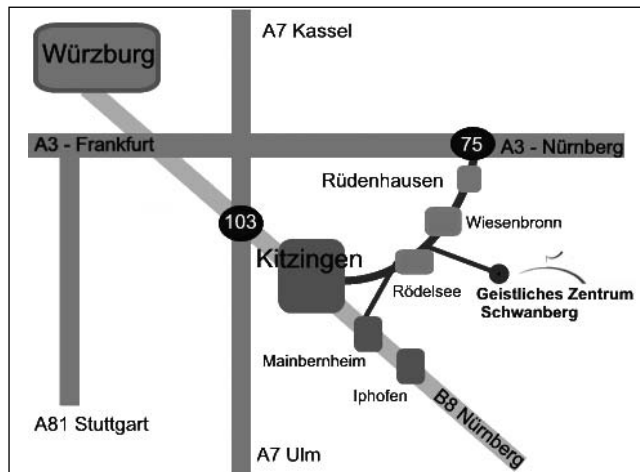 A7 Kassel
Würzburg
A3 - Frankfurt
75
A3 - Nürnberg
Rüdenhausen
103
Wiesenbronn
Kitzingen
Rödelsee
Geistliches Zentrum
Schwanberg
Mainbernheim
Iphofen
B8 Nürnberg
A81 Stuttgart
A7 Ulm